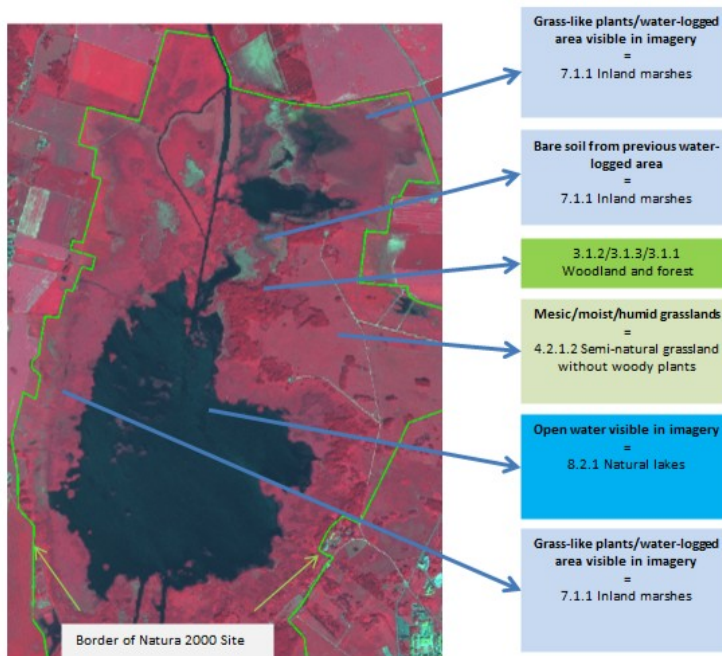 Grass-like plants/water-logged
area visible in imagery
=
7.1.1 Inland marshes
Bare soil from previous water-
logged area
=
7.1.1 Inland marshes
3.1.2/3.1.3/3.1.1
Woodland and forest
Mesic/moist/humid grasslands
=
4.2.1.2 Semi-natural grassland
without woody plants
Open water visible in imagery
=
8.2.1 Natural lakes
Grass-like plants/water-logged
area visible in imagery
=
7.1.1 Inland marshes
Border of Natura 2000 Site